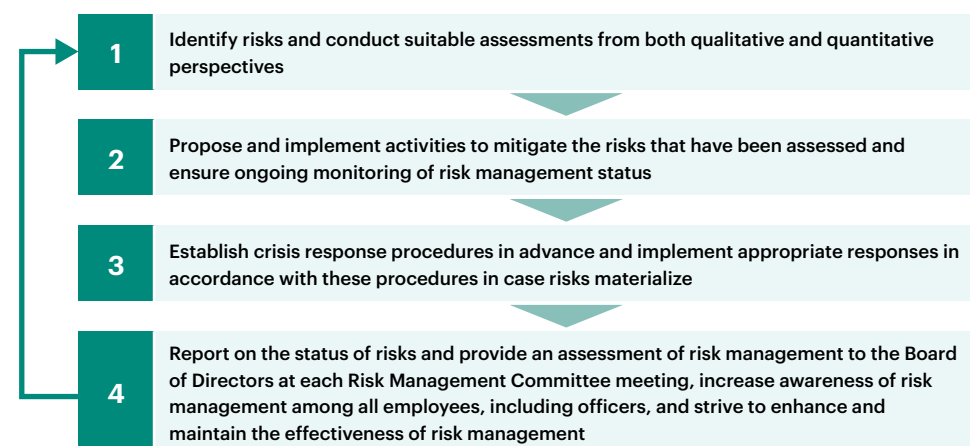 1
Identify risks and conduct suitable assessments from both qualitative and quantitative
perspectives
2
Propose and implement activities to mitigate the risks that have been assessed and
ensure ongoing monitoring of risk management status
3
Establish crisis response procedures in advance and implement appropriate responses in
accordance with these procedures in case risks materialize
4
Report on the status of risks and provide an assessment of risk management to the Board
of Directors at each Risk Management Committee meeting, increase awareness of risk
management among all employees, including officers, and strive to enhance and
maintain the effectiveness of risk management